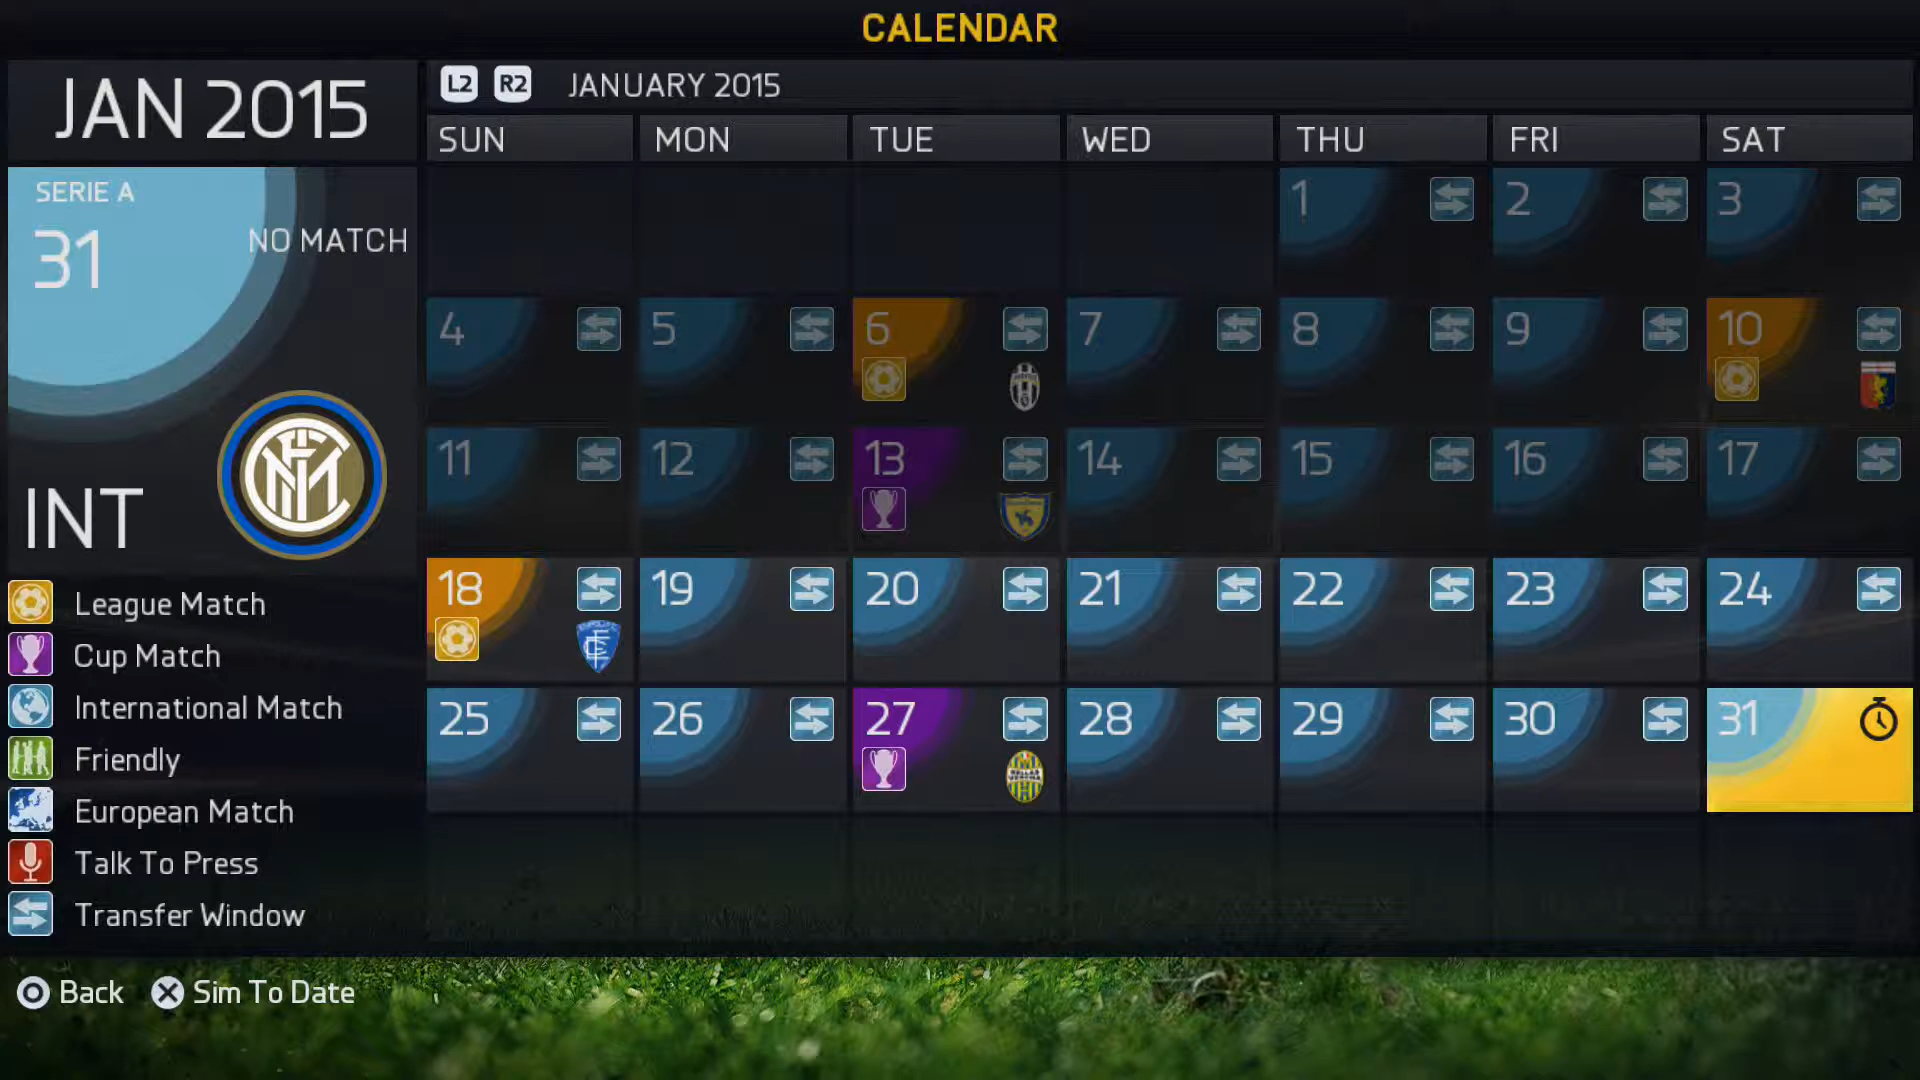 CALENDAR
JAN 2015
L2 R2 JANUARY 2015
SUN MON TUE WED THU FRI SAT
SERIE A
31
NO MATCH
INT
1 2 3
4 5 6 7 8 9 10
11 12 13 14 15 16 17
18 19 20 21 22 23 24
25 26 27 28 29 30 31
League Match
Cup Match
International Match
Friendly
European Match
Talk To Press
Transfer Window
Back Sim To Date